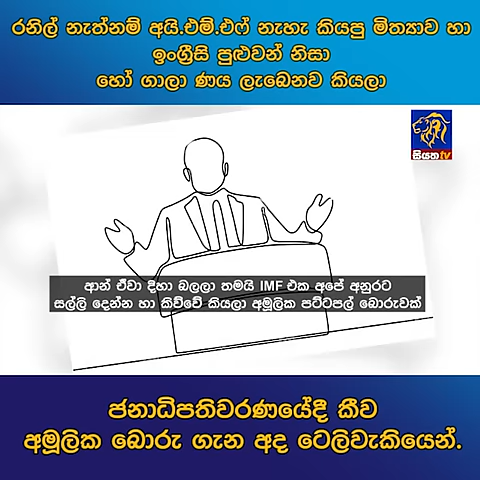 රනිල් නැත්නම් අයි.එම්.එෆ් නැහැ කියපු මිත්‍යාව හා
ඉංග්‍රීසි පුළුවන් නිසා
හෝ ගාලා ණය ලැබෙනව කියලා
සියත tv
ආන් ඒවා දිහා බලලා තමයි IMF එක අපේ අනුරට
සල්ලි දෙන්න හා කිව්වේ කියලා අමූලික පට්ටපල් බොරුවක්
ජනාධිපතිවරණයේදී කීව
අමූලික බොරු ගැන අද ටෙලිවැකියෙන්.